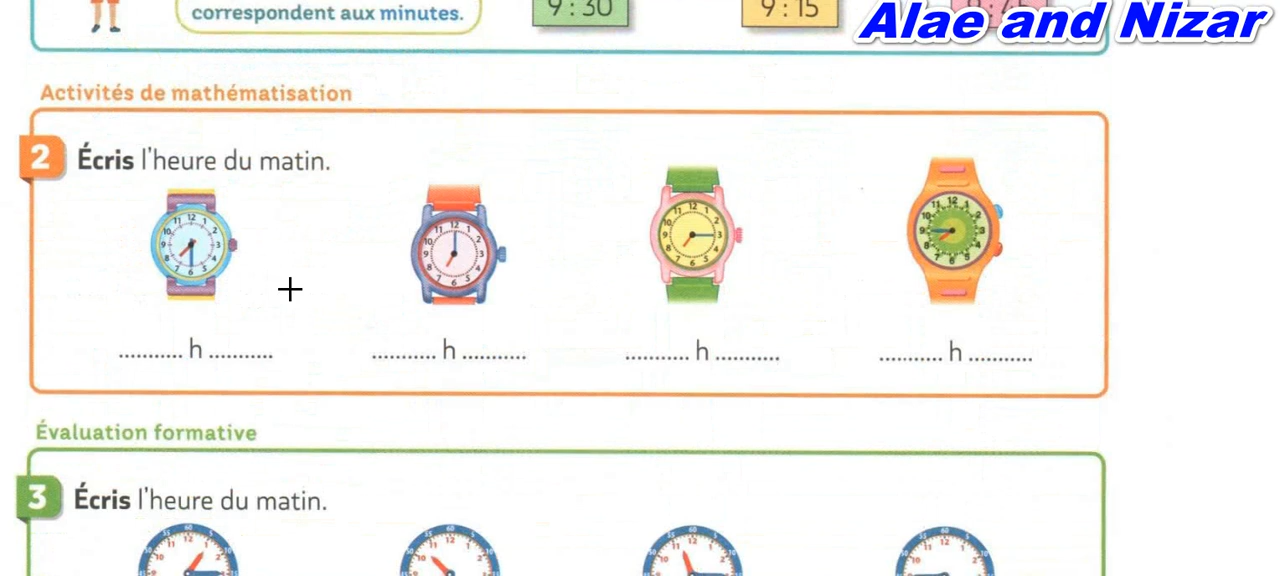 correspondent aux minutes.
9 : 30
9 : 15
Alae and Nizar
Activités de mathématisation
2 Écris l'heure du matin.
........... h ...........
........... h ...........
........... h ...........
........... h ...........
Évaluation formative
3 Écris l'heure du matin.